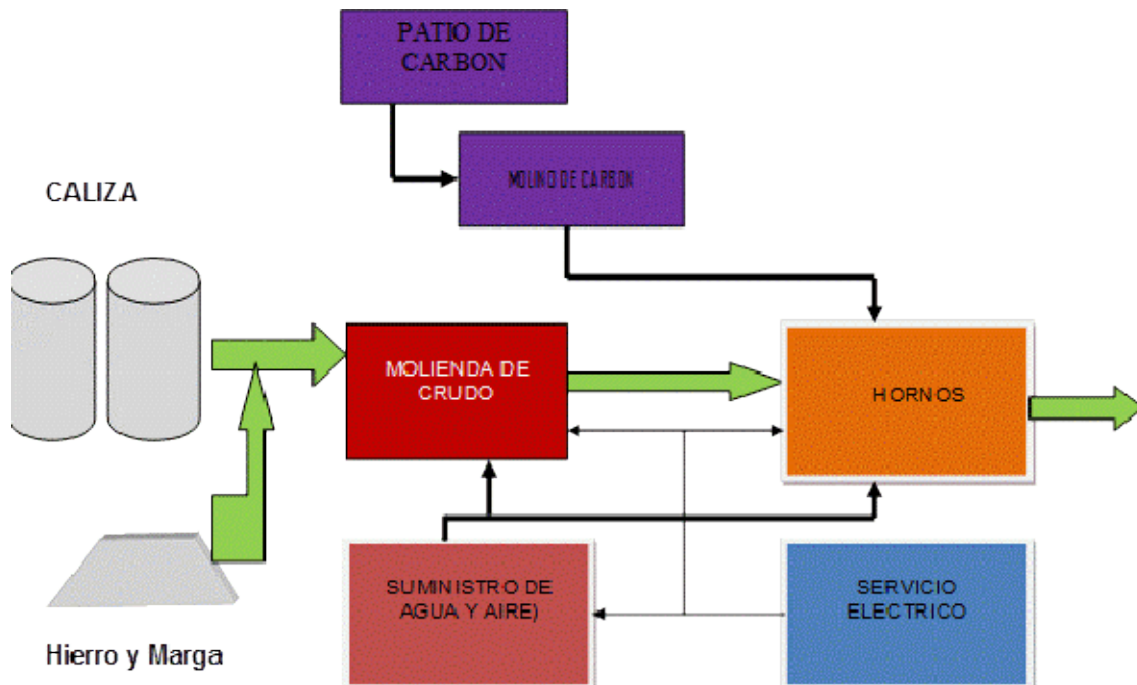 PATIO DE
CARBON
MOLINO DE CARBON
CALIZA
MOLIENDA DE
CRUDO
HORNOS
SUMINISTRO DE
AGUA Y AIRE)
SERVICIO
ELECTRICO
Hierro y Marga